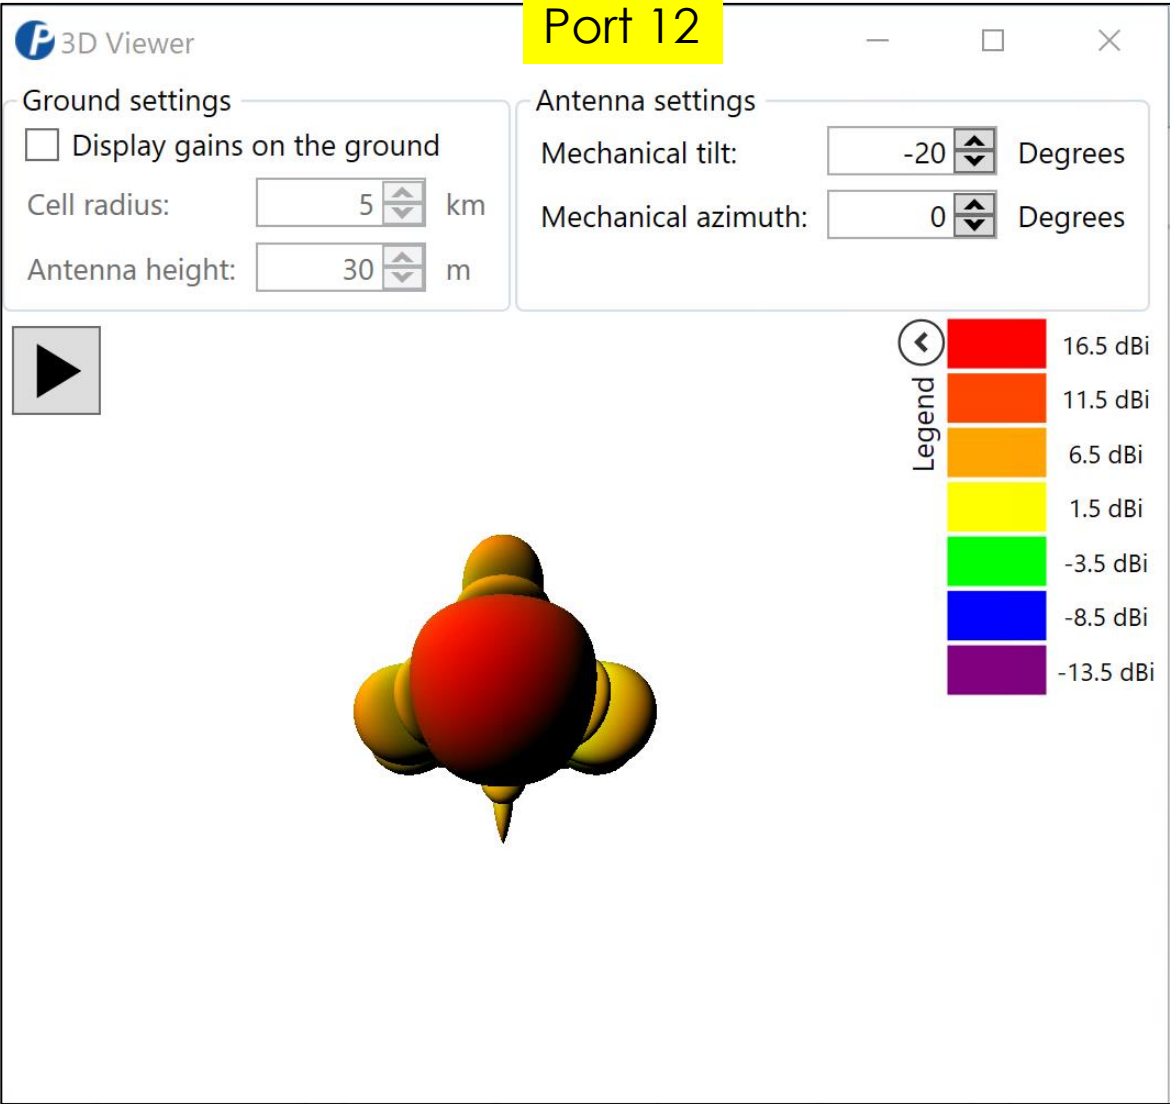 Port 12
3D Viewer
Ground settings
Display gains on the ground
Cell radius: 5 km
Antenna height: 30 m
Antenna settings
Mechanical tilt: -20 Degrees
Mechanical azimuth: 0 Degrees
Legend
16.5 dBi
11.5 dBi
6.5 dBi
1.5 dBi
-3.5 dBi
-8.5 dBi
-13.5 dBi